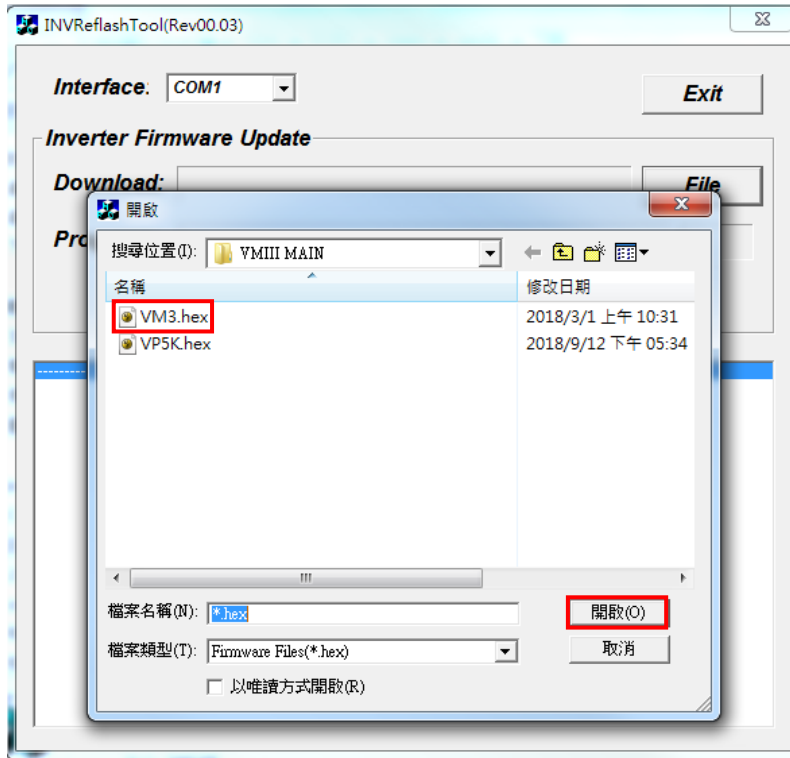 INVReflashTool(Rev00.03)
Interface: COM1
Exit
Inverter Firmware Update
Download:
File
開啟
搜尋位置(I): VMIII MAIN
名稱 修改日期
VM3.hex 2018/3/1 上午 10:31
VP5K.hex 2018/9/12 下午 05:34
檔案名稱(N): *.hex 開啟(O)
檔案類型(T): Firmware Files(*.hex) 取消
以唯讀方式開啟(R)